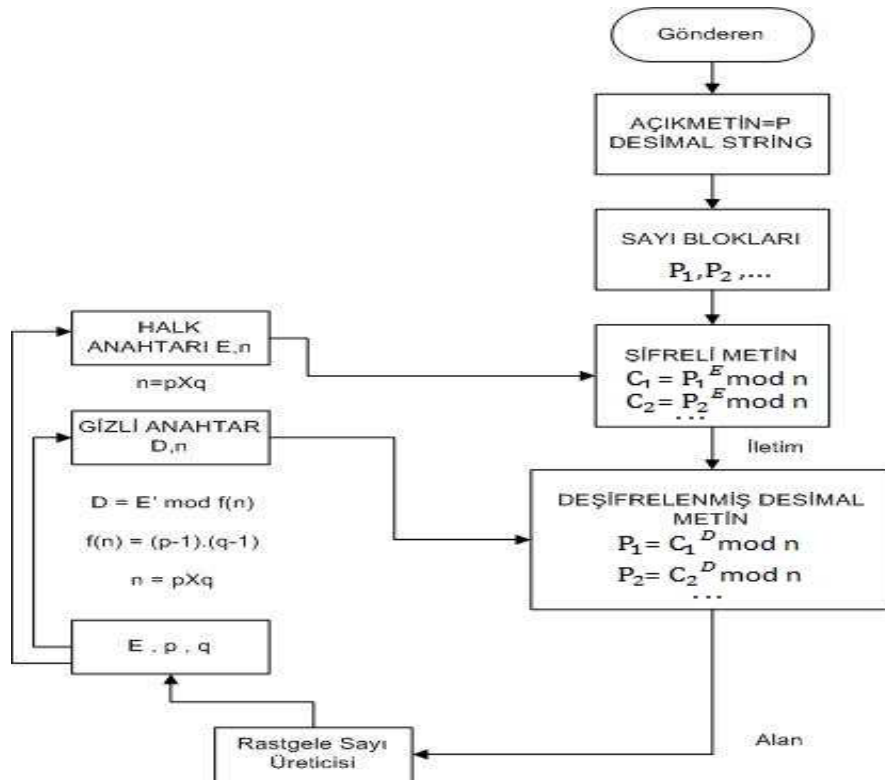 Gönderen
AÇIKMETİN=P
DESİMAL STRİNG
SAYI BLOKLARI
P₁,P₂,...
HALK
ANAHTARI E,n
n=pXq
ŞİFRELİ METİN
C₁ = P₁ᴱ mod n
C₂= P₂ᴱ mod n
...
GİZLİ ANAHTAR
D,n
İletim
D = E' mod f(n)
f(n) = (p-1).(q-1)
n = pXq
DEŞİFRELENMİŞ DESİMAL
METİN
P₁= C₁ᴰ mod n
P₂= C₂ᴰ mod n
...
E , p , q
Rastgele Sayı
Üreticisi
Alan